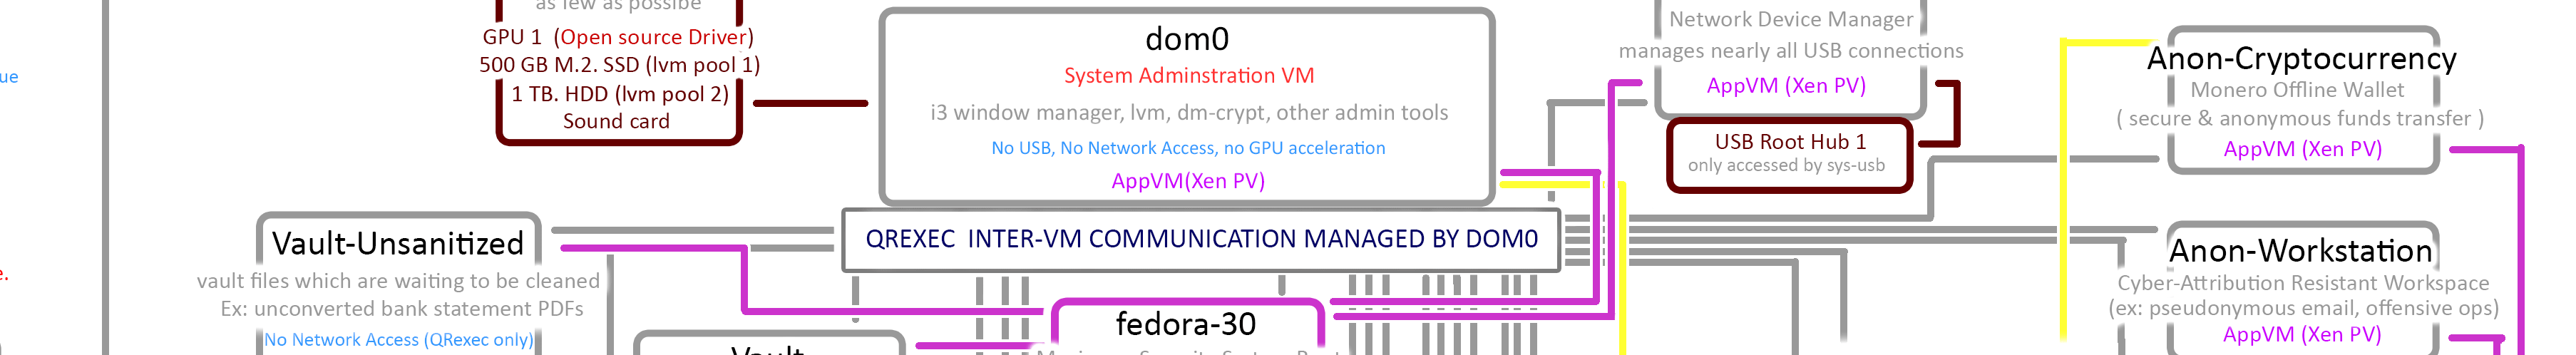 as few as possibe
GPU 1  (Open source Driver)
500 GB M.2. SSD (lvm pool 1)
1 TB. HDD (lvm pool 2)
Sound card
dom0
System Adminstration VM
i3 window manager, lvm, dm-crypt, other admin tools
No USB, No Network Access, no GPU acceleration
AppVM(Xen PV)
QREXEC  INTER-VM COMMUNICATION MANAGED BY DOM0
Network Device Manager
manages nearly all USB connections
AppVM (Xen PV)
USB Root Hub 1
only accessed by sys-usb
Anon-Cryptocurrency
Monero Offline Wallet
( secure & anonymous funds transfer )
AppVM (Xen PV)
Vault-Unsanitized
vault files which are waiting to be cleaned
Ex: unconverted bank statement PDFs
No Network Access (QRexec only)
Vault
fedora-30
Anon-Workstation
Cyber-Attribution Resistant Workspace
(ex: pseudonymous email, offensive ops)
AppVM (Xen PV)